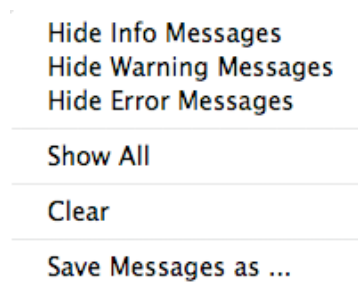 Hide Info Messages
Hide Warning Messages
Hide Error Messages
Show All
Clear
Save Messages as ...